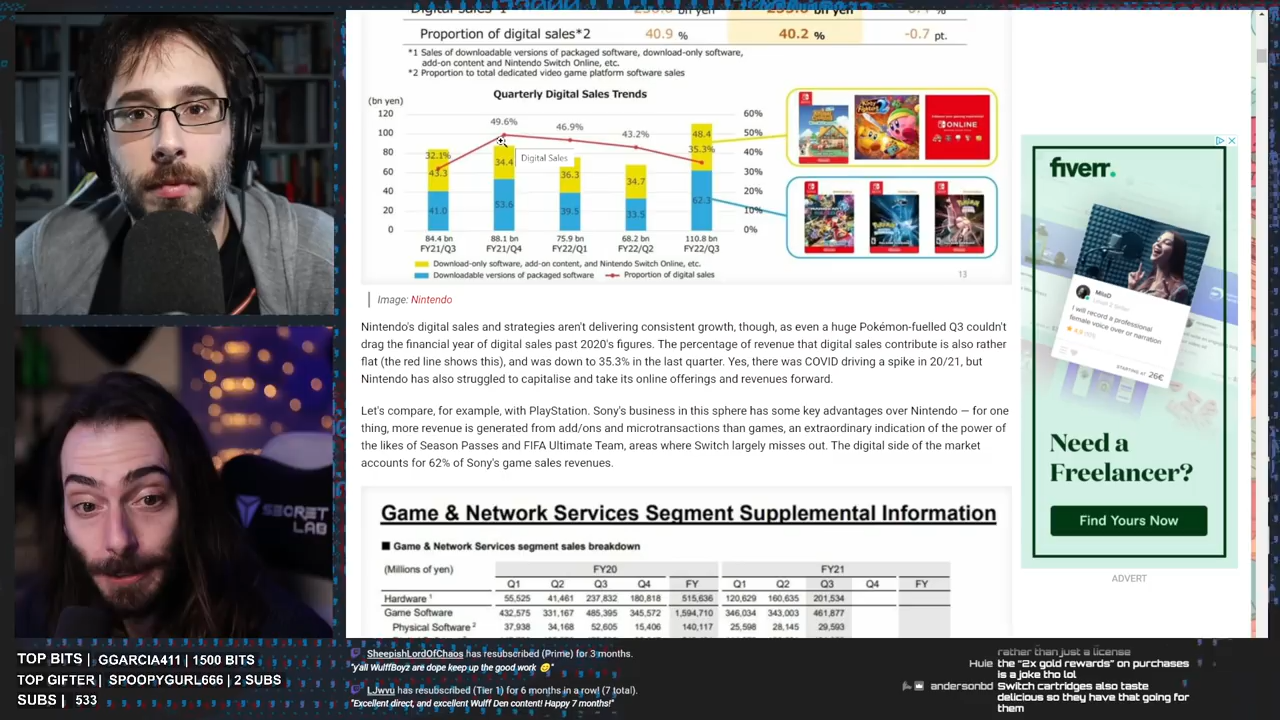 Digital sales*1 bn yen bn yen
Proportion of digital sales*2 40.9 % 40.2 % -0.7 pt.
*1 Sales of downloadable versions of packaged software, download-only software,
add-on content and Nintendo Switch Online, etc.
*2 Proportion to total dedicated video game platform software sales
Quarterly Digital Sales Trends
(bn yen)
120 60%
100 50%
80 40%
60 30%
40 20%
20 10%
0 0%
32.1% 49.6% 46.9% 43.2% 35.3%
43.3 34.4 36.3 34.7 48.4
41.0 53.6 39.5 33.5 62.3
Digital Sales
84.4 bn 88.1 bn 75.9 bn 68.2 bn 110.8 bn
FY21/Q3 FY21/Q4 FY22/Q1 FY22/Q2 FY22/Q3
ONLINE
Download-only software, add-on content, and Nintendo Switch Online, etc.
Downloadable versions of packaged software Proportion of digital sales
13
Image: Nintendo
Nintendo's digital sales and strategies aren't delivering consistent growth, though, as even a huge Pokémon-fuelled Q3 couldn't
drag the financial year of digital sales past 2020's figures. The percentage of revenue that digital sales contribute is also rather
flat (the red line shows this), and was down to 35.3% in the last quarter. Yes, there was COVID driving a spike in 20/21, but
Nintendo has also struggled to capitalise and take its online offerings and revenues forward.
Let's compare, for example, with PlayStation. Sony's business in this sphere has some key advantages over Nintendo — for one
thing, more revenue is generated from add/ons and microtransactions than games, an extraordinary indication of the power of
the likes of Season Passes and FIFA Ultimate Team, areas where Switch largely misses out. The digital side of the market
accounts for 62% of Sony's game sales revenues.
Game & Network Services Segment Supplemental Information
■ Game & Network Services segment sales breakdown
(Millions of yen) FY20 FY21
Q1 Q2 Q3 Q4 FY Q1 Q2 Q3 Q4 FY
Hardware 1 55,525 41,461 237,832 180,818 515,636 120,629 160,635 201,534
Game Software 432,575 331,167 485,395 345,572 1,594,710 346,034 343,003 461,877
Physical Software 2 37,938 34,168 52,605 15,406 140,117 25,598 28,145 29,593
fiverr.
MiloD
I will record a professional
female voice over or narration
STARTING AT 26€
Need a
Freelancer?
Find Yours Now
ADVERT
SECRET
LAB
TOP BITS | GGARCIA411 | 1500 BITS
TOP GIFTER | SPOOPYGURL666 | 2 SUBS
SUBS | 533
SheepishLordOfChaos has resubscribed (Prime) for 3 months.
"y'all WulffBoyz are dope keep up the good work 😊"
LJwvu has resubscribed (Tier 1) for 6 months in a row! (7 total).
"Excellent direct, and excellent Wulff Den content! Happy 7 months!"
rather than just a license
Huie the "2x gold rewards" on purchases
is a joke tho lol
andersonbd Switch cartridges also taste
delicious so they have that going for
them